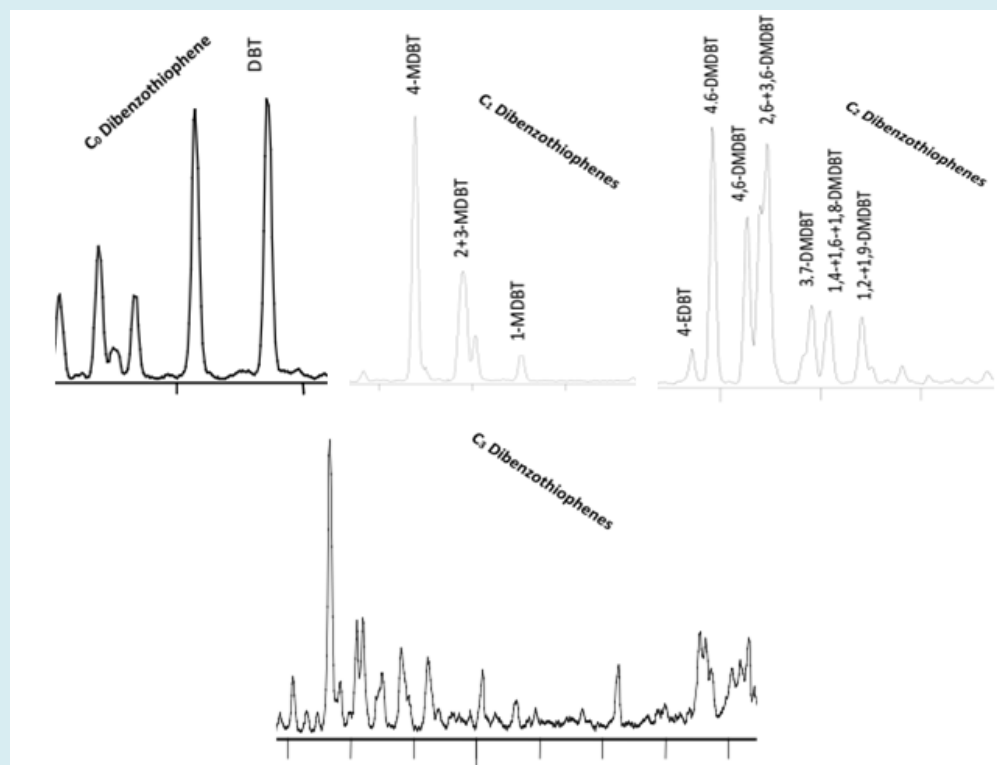 C₀ Dibenzothiophene
DBT
4-MDBT
2+3-MDBT
1-MDBT
C₁ Dibenzothiophenes
4-EDBT
4.6-DMDBT
4,6-DMDBT
2,6-+3,6-DMDBT
3.7-DMDBT
1,4-+1,6-+1,8-DMDBT
1,2-+1,9-DMDBT
C₂ Dibenzothiophenes
C₃ Dibenzothiophenes